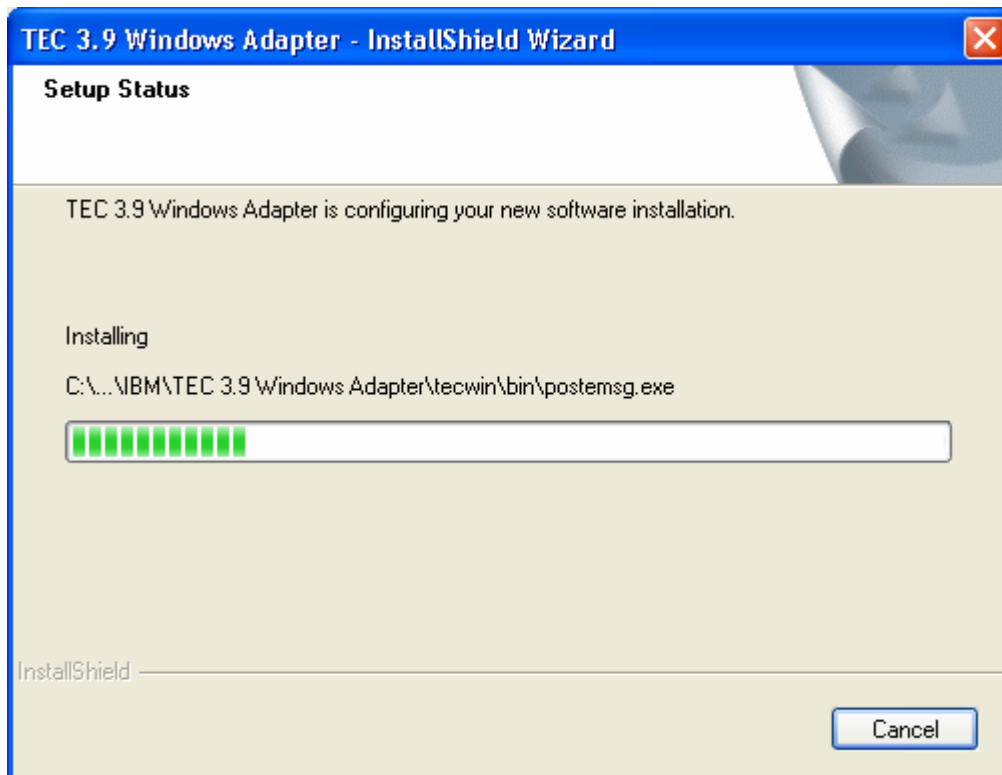 TEC 3.9 Windows Adapter - InstallShield Wizard
Setup Status
TEC 3.9 Windows Adapter is configuring your new software installation.
Installing
C:\...\IBM\TEC 3.9 Windows Adapter\tecwin\bin\postemsg.exe
InstallShield
Cancel